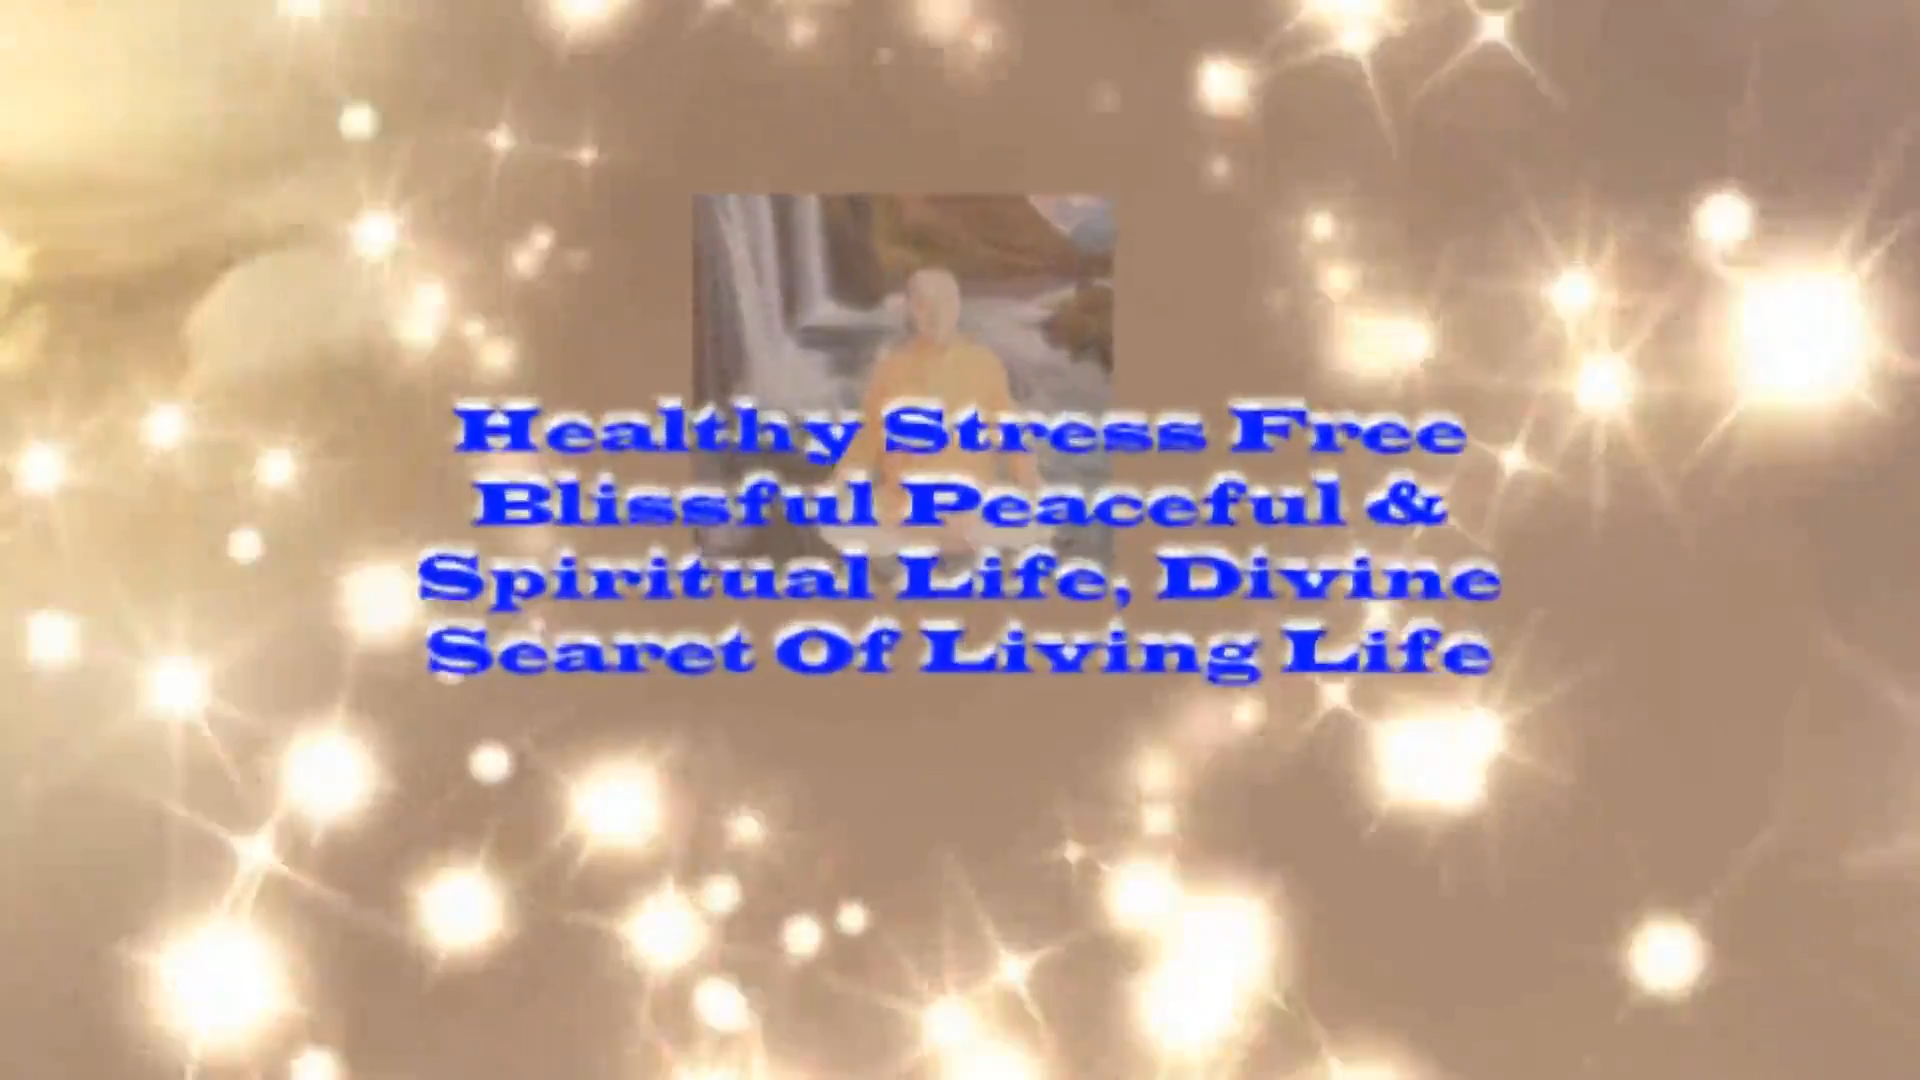 Healthy Stress Free
Blissful Peaceful &
Spiritual Life, Divine
Searet Of Living Life